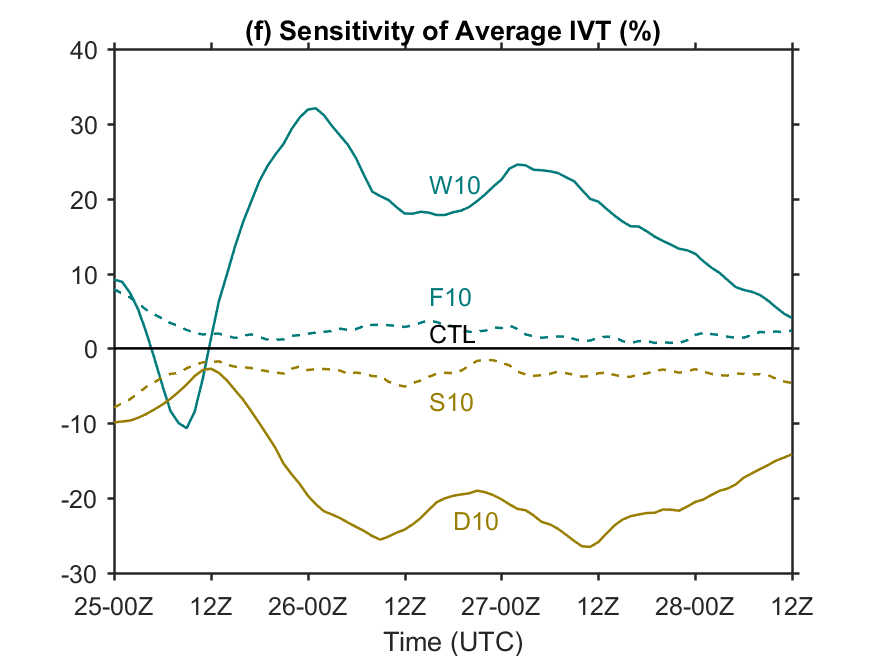 (f) Sensitivity of Average IVT (%)
40
30
20
10
0
-10
-20
-30
W10
F10
CTL
S10
D10
25-00Z 12Z 26-00Z 12Z 27-00Z 12Z 28-00Z 12Z
Time (UTC)